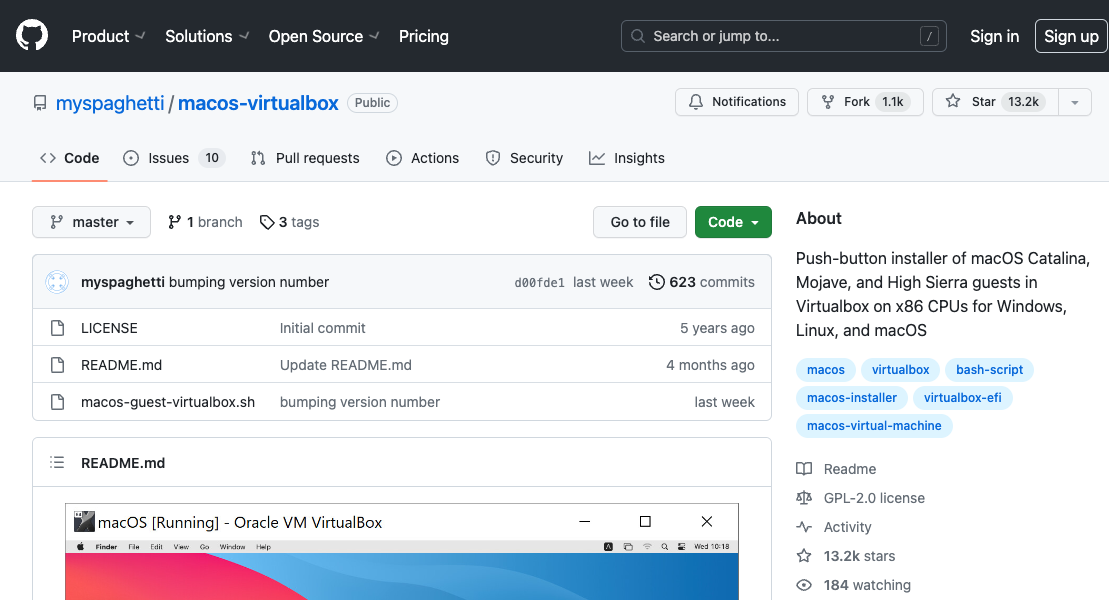 Product Solutions Open Source Pricing Search or jump to... / Sign in Sign up
myspaghetti / macos-virtualbox Public Notifications Fork 1.1k Star 13.2k
Code Issues 10 Pull requests Actions Security Insights
master 1 branch 3 tags Go to file Code
myspaghetti bumping version number d00fde1 last week 623 commits
LICENSE Initial commit 5 years ago
README.md Update README.md 4 months ago
macos-guest-virtualbox.sh bumping version number last week
README.md
macOS [Running] - Oracle VM VirtualBox
Finder File Edit View Go Window Help A Wed 10:18
About
Push-button installer of macOS Catalina,
Mojave, and High Sierra guests in
Virtualbox on x86 CPUs for Windows,
Linux, and macOS
macos virtualbox bash-script
macos-installer virtualbox-efi
macos-virtual-machine
Readme
GPL-2.0 license
Activity
13.2k stars
184 watching